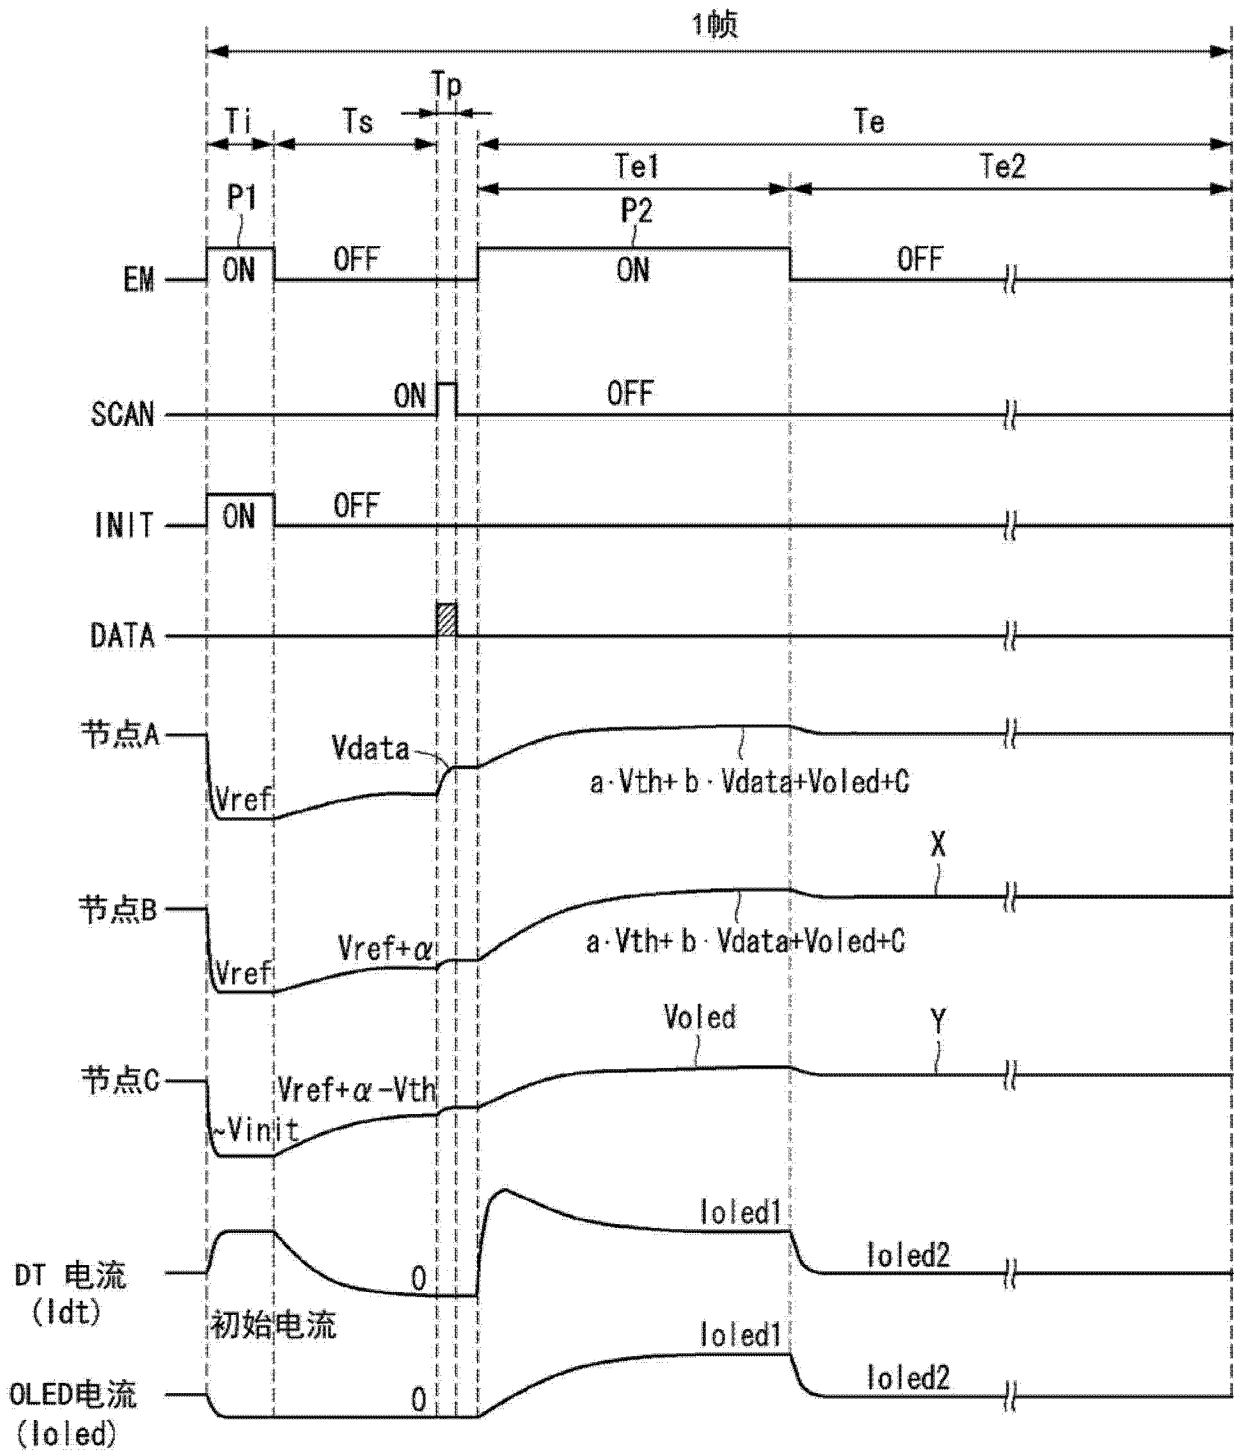 1帧
Tp
Ti
Ts
Te
Te1
Te2
P1
P2
EM
ON
OFF
ON
OFF
SCAN
ON
OFF
INIT
ON
OFF
DATA
节点A
Vref
Vdata
a·Vth+b·Vdata+Voled+C
X
节点B
Vref
Vref+α
a·Vth+b·Vdata+Voled+C
Voled
Y
节点C
~Vinit
Vref+α-Vth
DT 电流
(Idt)
0
Ioled1
Ioled2
初始电流
OLED电流
(Ioled)
0
Ioled1
Ioled2